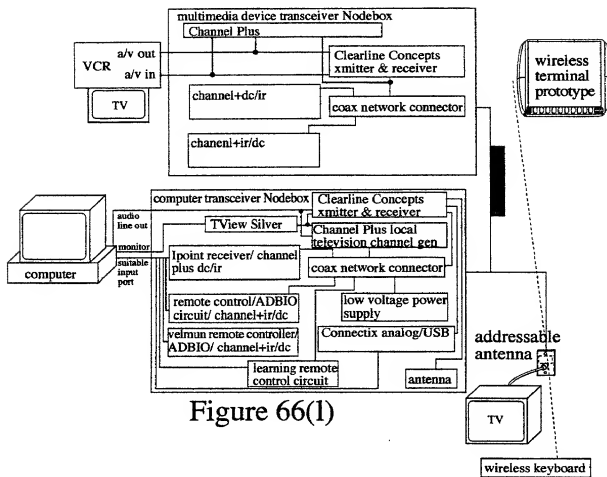 multimedia device transceiver Nodebox
Channel Plus
a/v out
VCR
a/v in
TV
Clearline Concepts
xmitter & receiver
channel+dc/ir
coax network connector
chanenl+ir/dc
wireless
terminal
prototype
computer transceiver Nodebox
Clearline Concepts
xmitter & receiver
audio
line out
TView Silver
Channel Plus local
television channel gen
monitor
suitable
input
port
computer
1point receiver/ channel
plus dc/ir
coax network connector
remote control/ADBIO
circuit/ channel+ir/dc
low voltage power
supply
velmun remote controller/
ADBIO/ channel+ir/dc
Connectix analog/USB
learning remote
control circuit
antenna
addressable
antenna
TV
Figure 66(1)
wireless keyboard